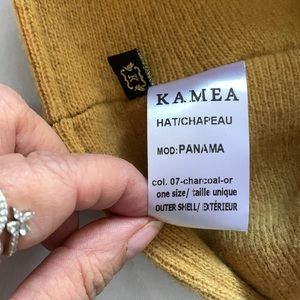 KAMEA
HAT/CHAPEAU
MOD:PANAMA
col. 07-charcoal-or
one size/ taille unique
OUTER SHELL/ EXTÉRIEUR